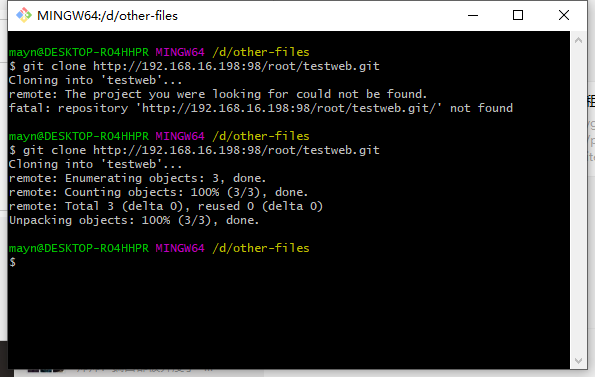 MINGW64:/d/other-files
mayn@DESKTOP-RO4HHPR MINGW64 /d/other-files
$ git clone http://192.168.16.198:98/root/testweb.git
Cloning into 'testweb'...
remote: The project you were looking for could not be found.
fatal: repository 'http://192.168.16.198:98/root/testweb.git/' not found
mayn@DESKTOP-RO4HHPR MINGW64 /d/other-files
$ git clone http://192.168.16.198:98/root/testweb.git
Cloning into 'testweb'...
remote: Enumerating objects: 3, done.
remote: Counting objects: 100% (3/3), done.
remote: Total 3 (delta 0), reused 0 (delta 0)
Unpacking objects: 100% (3/3), done.
mayn@DESKTOP-RO4HHPR MINGW64 /d/other-files
$